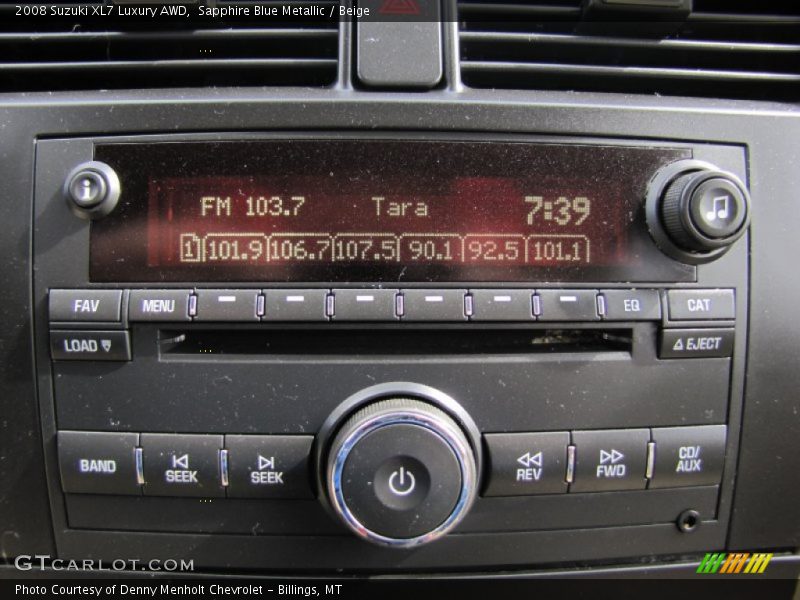 2008 Suzuki XL7 Luxury AWD,  Sapphire Blue Metallic / Beige
i
FM 103.7 Tara 7:39
1 101.9 106.7 107.5 90.1 92.5 101.1
FAV MENU EQ CAT
LOAD EJECT
BAND SEEK SEEK REV FWD CD/AUX
GTCARLOT.COM
Photo Courtesy of Denny Menholt Chevrolet - Billings, MT